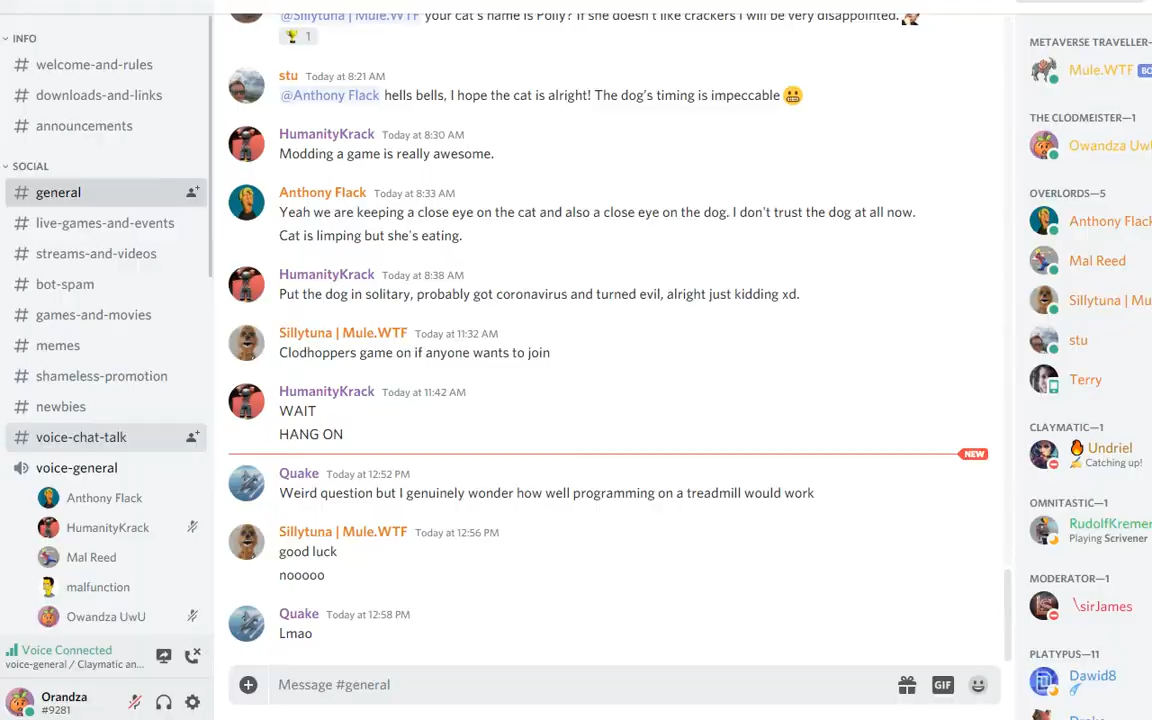 INFO
# welcome-and-rules
# downloads-and-links
# announcements
SOCIAL
# general
# live-games-and-events
# streams-and-videos
# bot-spam
# games-and-movies
# memes
# shameless-promotion
# newbies
# voice-chat-talk
voice-general
Anthony Flack
HumanityKrack
Mal Reed
malfunction
Owandza UwU
Voice Connected
voice-general / Claymatic an...
Orandza
#9281
@Sillytuna | Mule.WTF your cat's name is Polly? If she doesn't like crackers I will be very disappointed.
1
stu Today at 8:21 AM
@Anthony Flack hells bells, I hope the cat is alright! The dog's timing is impeccable
HumanityKrack Today at 8:30 AM
Modding a game is really awesome.
Anthony Flack Today at 8:33 AM
Yeah we are keeping a close eye on the cat and also a close eye on the dog. I don't trust the dog at all now.
Cat is limping but she's eating.
HumanityKrack Today at 8:38 AM
Put the dog in solitary, probably got coronavirus and turned evil, alright just kidding xd.
Sillytuna | Mule.WTF Today at 11:32 AM
Clodhoppers game on if anyone wants to join
HumanityKrack Today at 11:42 AM
WAIT
HANG ON
NEW
Quake Today at 12:52 PM
Weird question but I genuinely wonder how well programming on a treadmill would work
Sillytuna | Mule.WTF Today at 12:56 PM
good luck
nooooo
Quake Today at 12:58 PM
Lmao
Message #general
GIF
METAVERSE TRAVELLER—
Mule.WTF BO
THE CLODMEISTER—1
Owandza UwU
OVERLORDS—5
Anthony Flack
Mal Reed
Sillytuna | Mu
stu
Terry
CLAYMATIC—1
Undriel
Catching up!
OMNITASTIC—1
RudolfKremer
Playing Scrivener
MODERATOR—1
\sirJames
PLATYPUS—11
Dawid8